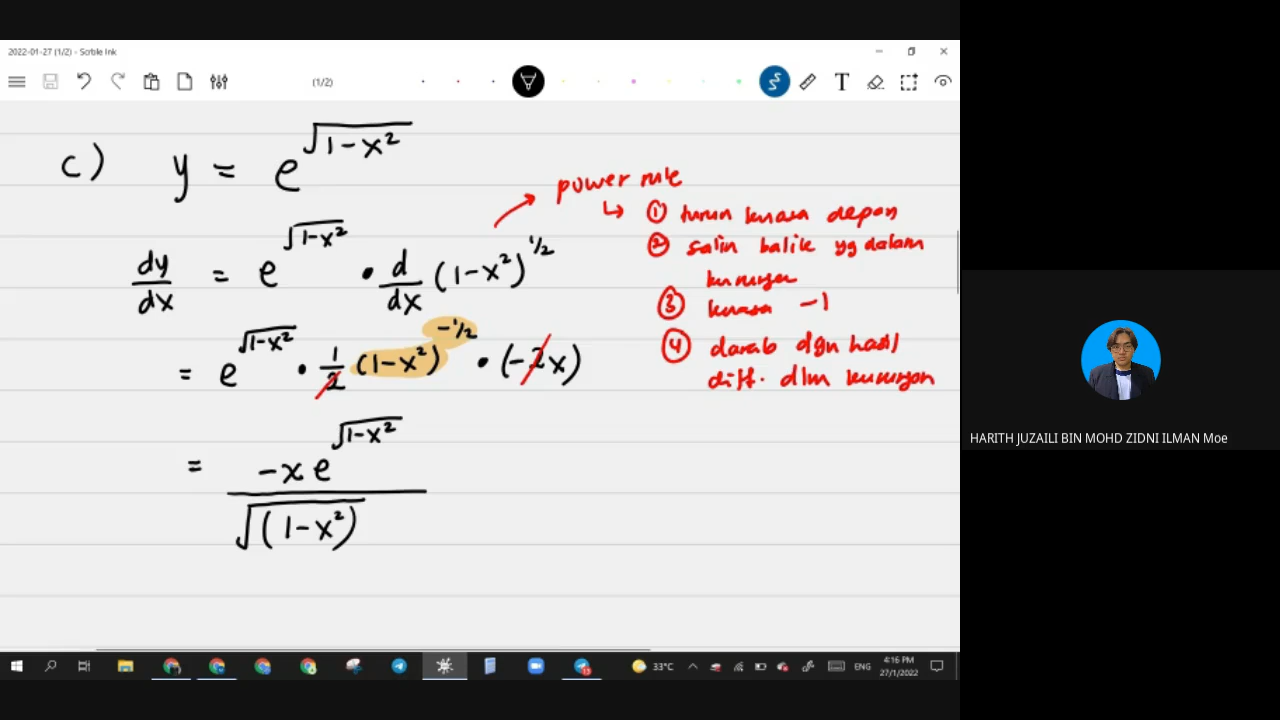 2022-01-27 (1/2) - Scrble Ink
(1/2)
T
c) y = e^√(1-x²)
dy/dx = e^√(1-x²) • d/dx (1-x²)^1/2
= e^√(1-x²) • 1/2 (1-x²)^-1/2 • (-2x)
= -x e^√(1-x²) / √(1-x²)
power rule
↳ ① turun kuasa depan
② salin balik yg dalam
kurungan
③ kuasa -1
④ darab dgn hasil
diff. dlm kurungan
HARITH JUZAILI BIN MOHD ZIDNI ILMAN Moe
33°C
ENG
4:16 PM
27/1/2022